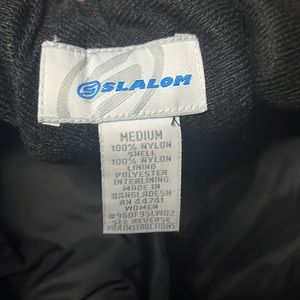 SLALOM
MEDIUM
100% NYLON
SHELL
100% NYLON
LINING
POLYESTER
INTERLINING
MADE IN
BANGLADESH
RN 44741
WOMEN
#960F9SLW02
SEE REVERSE
FOR INSTRUCTIONS